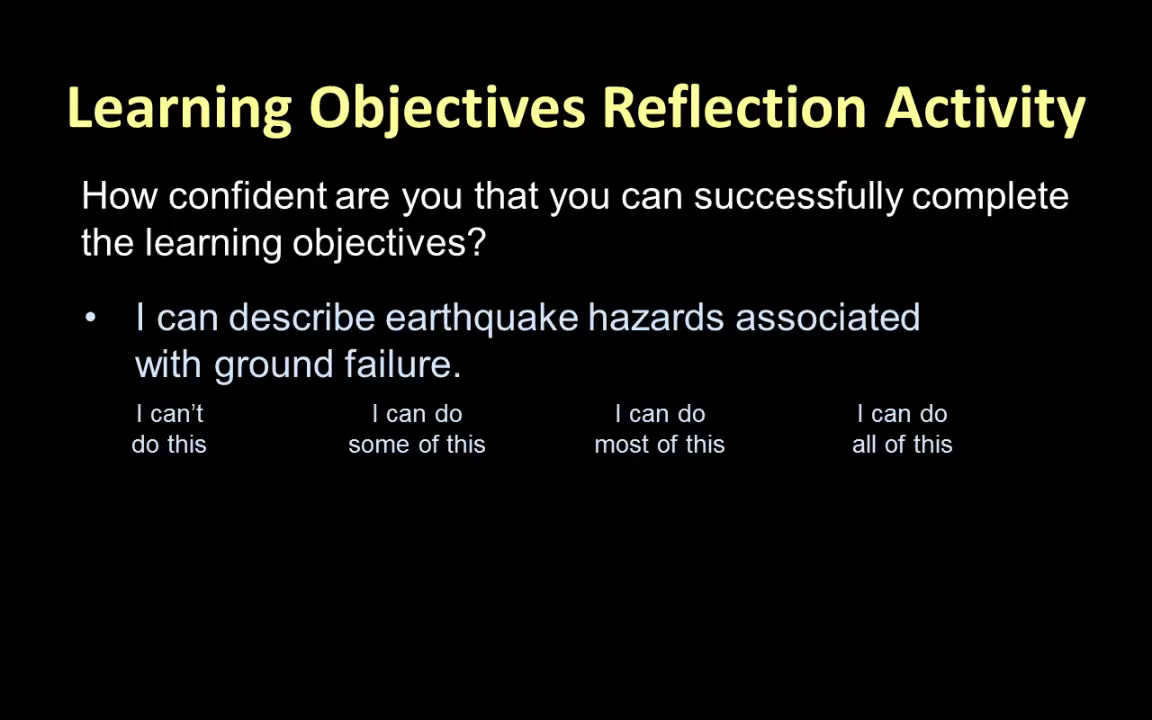 Learning Objectives Reflection Activity
How confident are you that you can successfully complete
the learning objectives?
• I can describe earthquake hazards associated
with ground failure.
I can’t I can do I can do I can do
do this some of this most of this all of this